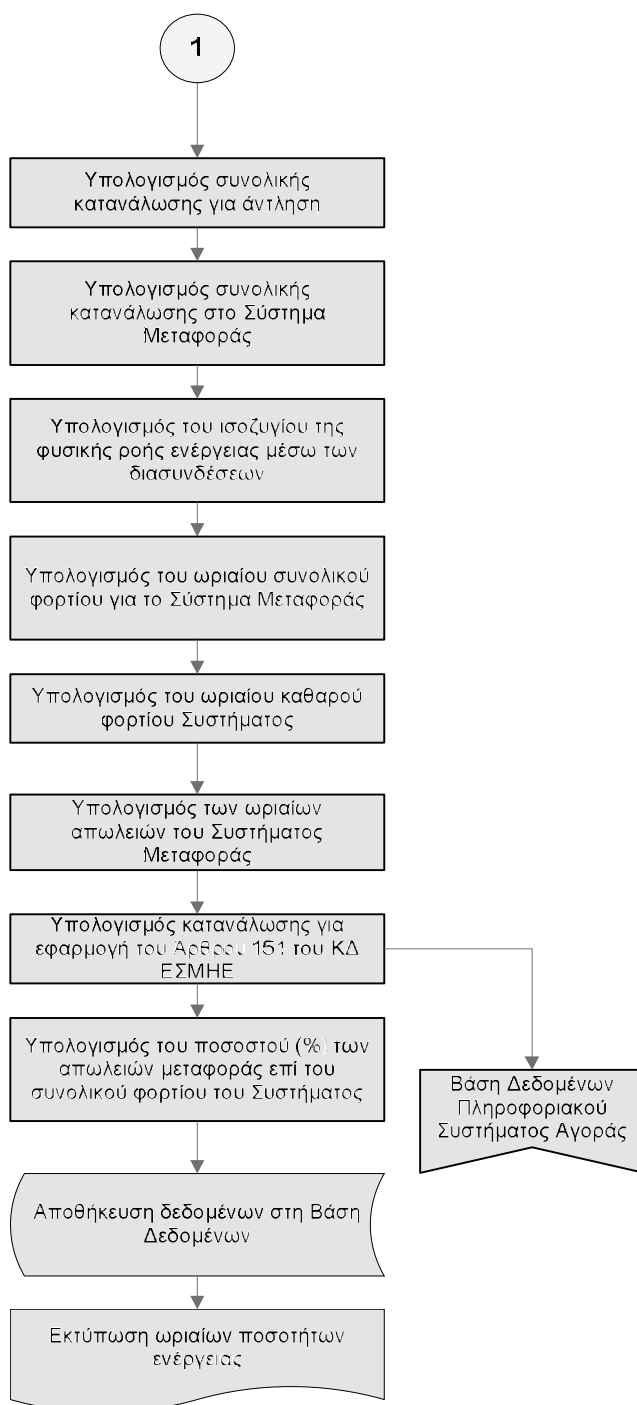 1
Υπολογισμός συνολικής
κατανάλωσης για άντληση
Υπολογισμός συνολικής
κατανάλωσης στο Σύστημα
Μεταφοράς
Υπολογισμός του ισοζυγίου της
φυσικής ροής ενέργειας μέσω των
διασυνδέσεων
Υπολογισμός του ωριαίου συνολικού
φορτίου για το Σύστημα Μεταφοράς
Υπολογισμός του ωριαίου καθαρού
φορτίου Συστήματος
Υπολογισμός των ωριαίων
απωλειών του Συστήματος
Μεταφοράς
Υπολογισμός κατανάλωσης για
εφαρμογή του Άρθρου 151 του ΚΔ
ΕΣΜΗΕ
Υπολογισμός του ποσοστού (%) των
απωλειών μεταφοράς επί του
συνολικού φορτίου του Συστήματος
Βάση Δεδομένων
Πληροφοριακού
Συστήματος Αγοράς
Αποθήκευση δεδομένων στη Βάση
Δεδομένων
Εκτύπωση ωριαίων ποσοτήτων
ενέργειας